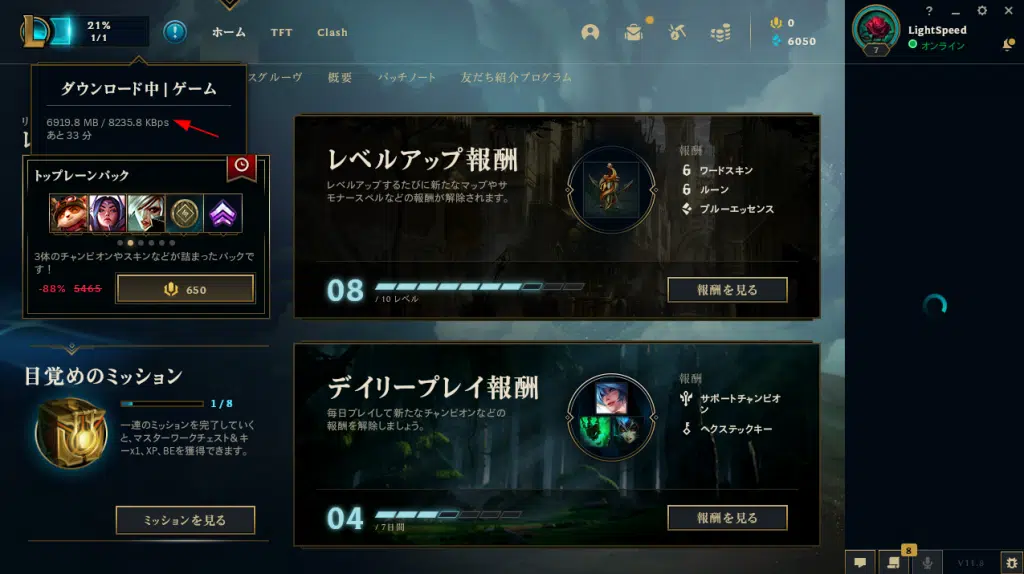 21%
1/1
ホーム
TFT
Clash
0
6050
?
LightSpeed
オンライン
7
スグルーヴ
概要
パッチノート
友だち紹介プログラム
ダウンロード中 | ゲーム
6919.8 MB / 8235.8 KBps
あと 33 分
トップレーンパック
3体のチャンピオンやスキンなどが詰まったパックです！
-88% 5465
650
目覚めのミッション
1 / 8
一連のミッションを完了していく
と、マスターワークチェスト＆キ
ーx1、XP、BEを獲得できます。
ミッションを見る
レベルアップ報酬
レベルアップするたびに新たなマップやサ
モナースペルなどの報酬が解除されます。
報酬
6 ワードスキン
6 ルーン
ブルーエッセンス
08
/ 10 レベル
報酬を見る
デイリープレイ報酬
毎日プレイして新たなチャンピオンなどの
報酬を解除しましょう。
報酬
サポートチャンピオ
ン
ヘクステックキー
04
/ 7日間
報酬を見る
8